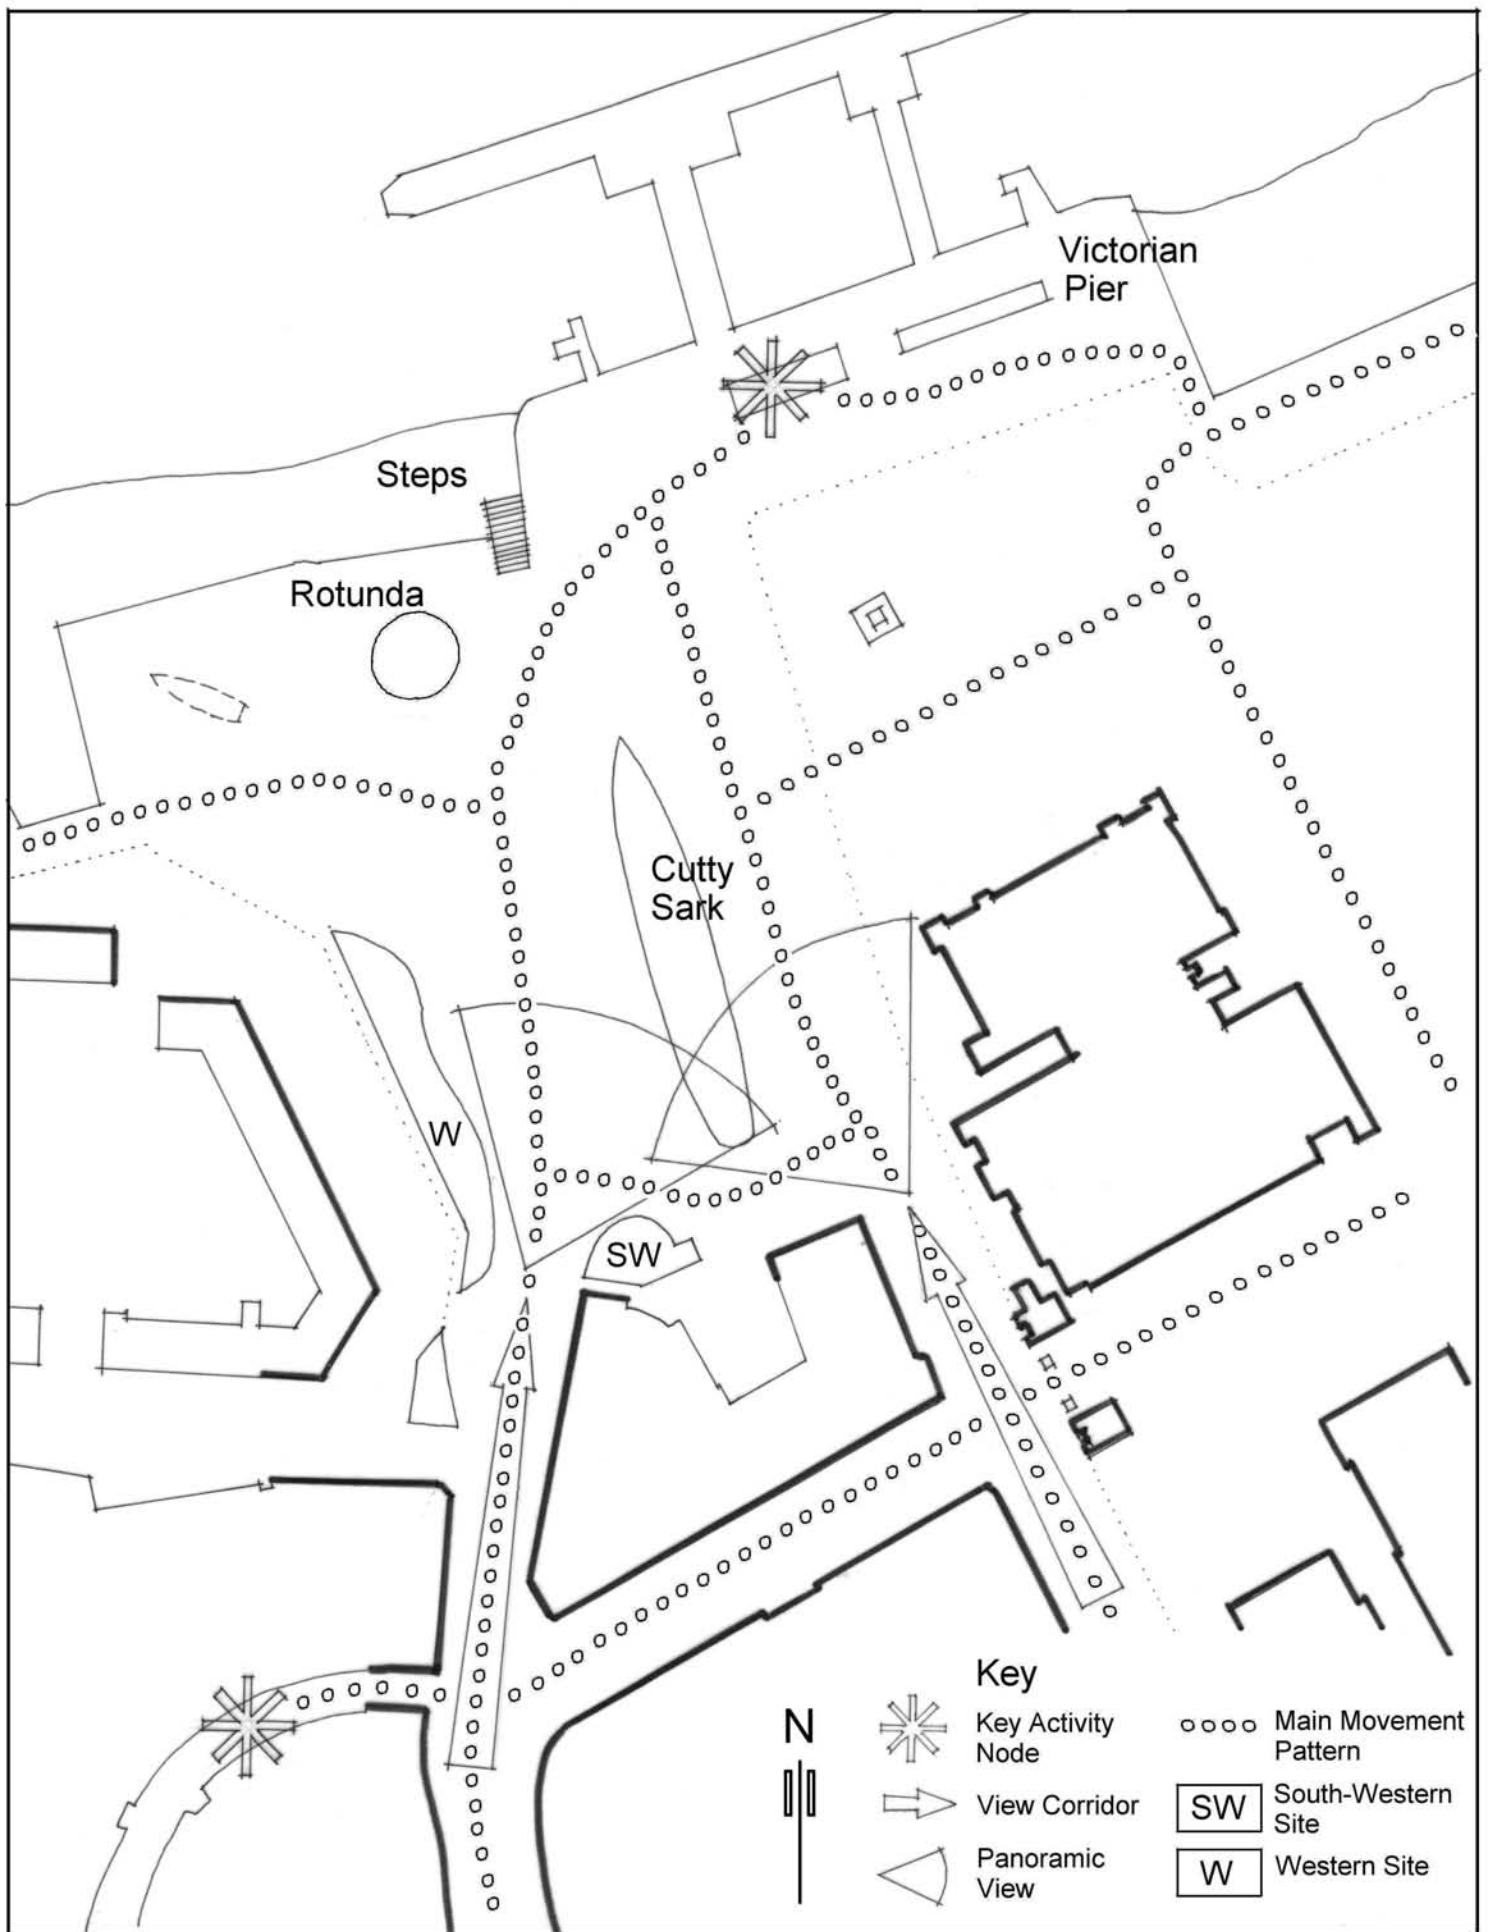 Victorian
Pier
Steps
Rotunda
Cutty
Sark
W
SW
Key
N
Key Activity
Node
Main Movement
Pattern
View Corridor
SW
South-Western
Site
Panoramic
View
W
Western Site